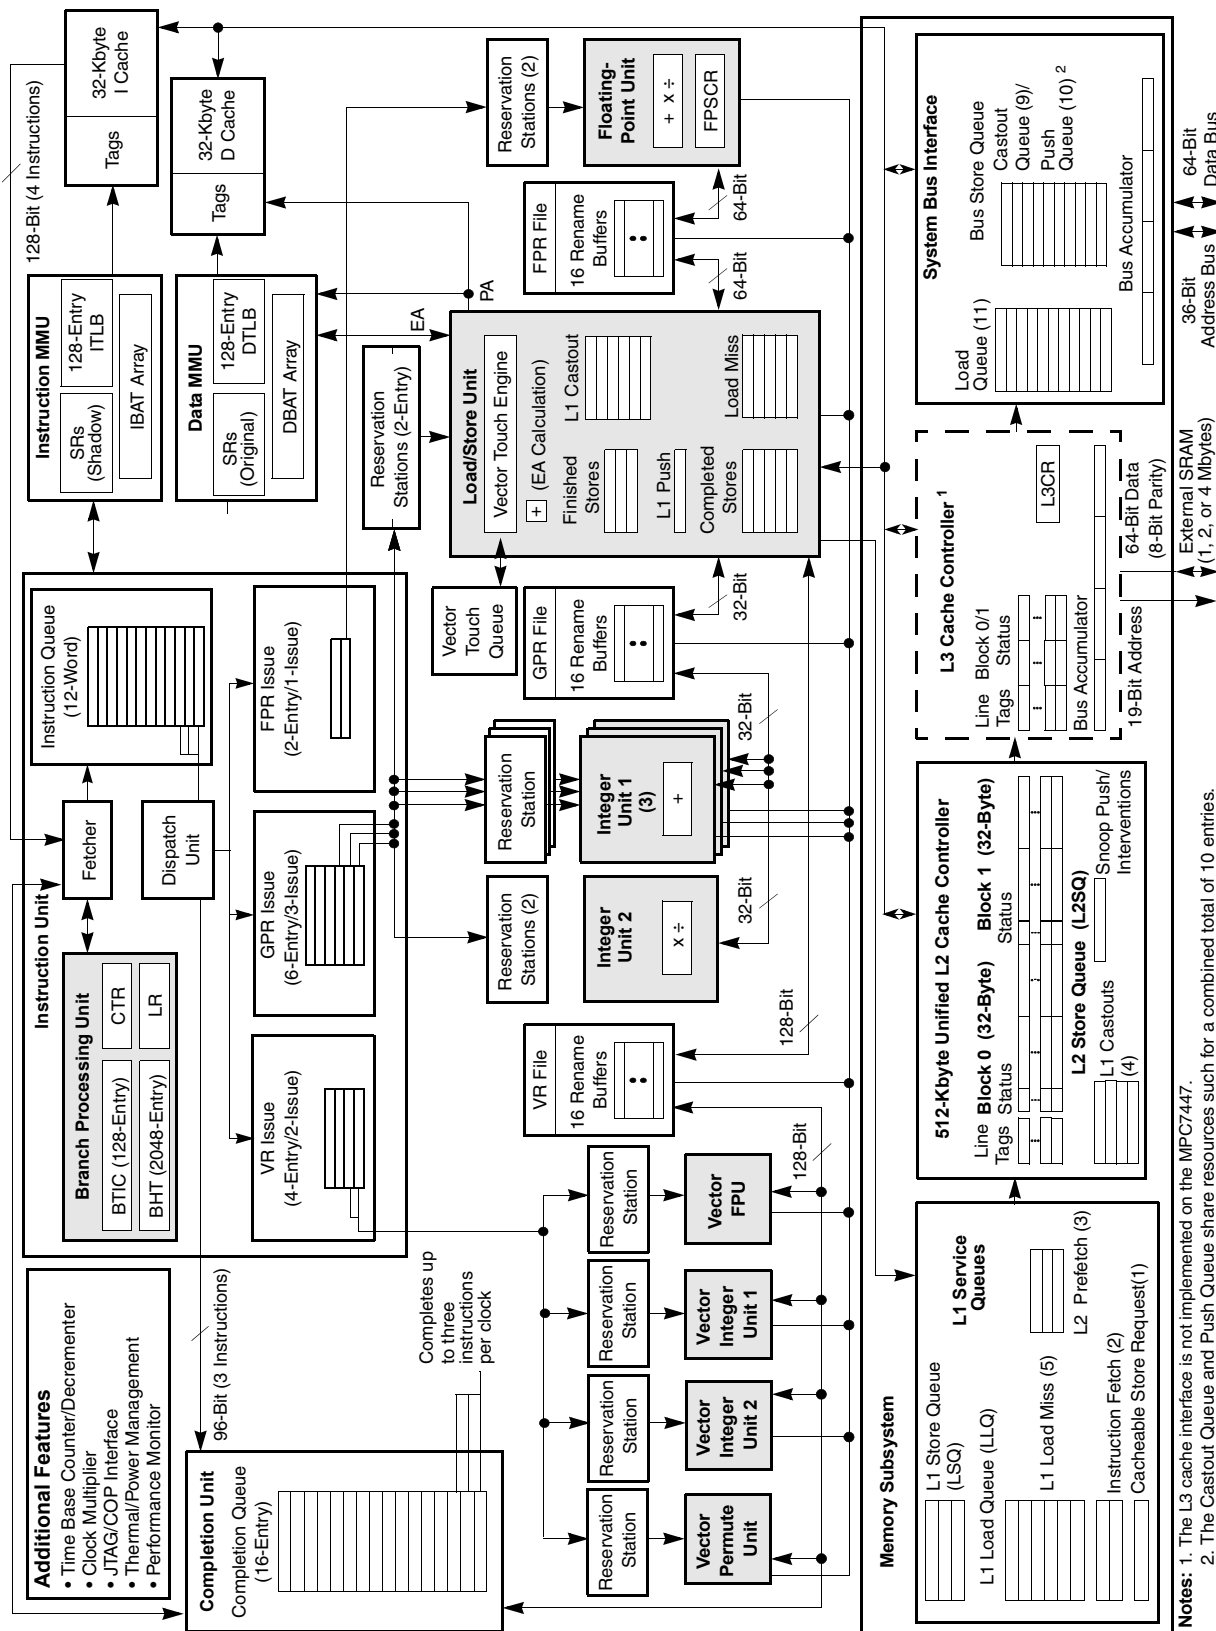 Additional Features
• Time Base Counter/Decrementer
• Clock Multiplier
• JTAG/COP Interface
• Thermal/Power Management
• Performance Monitor
Instruction Unit
Branch Processing Unit
BTIC (128-Entry)
CTR
BHT (2048-Entry)
LR
Fetcher
Dispatch
Unit
Instruction Queue
(12-Word)
VR Issue
(4-Entry/2-Issue)
GPR Issue
(6-Entry/3-Issue)
FPR Issue
(2-Entry/1-Issue)
128-Bit (4 Instructions)
Instruction MMU
SRs
(Shadow)
128-Entry
ITLB
IBAT Array
Tags
32-Kbyte
I Cache
Data MMU
SRs
(Original)
128-Entry
DTLB
DBAT Array
Tags
32-Kbyte
D Cache
EA
PA
96-Bit (3 Instructions)
Completion Unit
Completion Queue
(16-Entry)
Completes up
to three
instructions
per clock
Reservation
Stations (2-Entry)
Vector
Touch
Queue
Load/Store Unit
Vector Touch Engine
+
(EA Calculation)
Finished
Stores
L1 Castout
L1 Push
Completed
Stores
Load Miss
Reservation
Station
Reservation
Station
Reservation
Station
Reservation
Station
Vector
Permute
Unit
Vector
Integer
Unit 2
Vector
Integer
Unit 1
Vector
FPU
128-Bit
VR File
16 Rename
Buffers
128-Bit
Reservation
Stations (2)
Integer
Unit 2
x ÷
32-Bit
Reservation
Station
Integer
Unit 1
(3)
+
32-Bit
GPR File
16 Rename
Buffers
32-Bit
FPR File
16 Rename
Buffers
64-Bit
64-Bit
Reservation
Stations (2)
Floating-
Point Unit
+ x ÷
FPSCR
Memory Subsystem
L1 Service
Queues
L1 Store Queue
(LSQ)
L1 Load Queue (LLQ)
L1 Load Miss (5)
L2 Prefetch (3)
Instruction Fetch (2)
Cacheable Store Request(1)
512-Kbyte Unified L2 Cache Controller
Line
Tags
Block 0 (32-Byte)
Status
Block 1 (32-Byte)
Status
L2 Store Queue (L2SQ)
L1 Castouts
(4)
Snoop Push/
Interventions
L3 Cache Controller 1
Line
Tags
Block 0/1
Status
L3CR
Bus Accumulator
19-Bit Address
64-Bit Data
(8-Bit Parity)
External SRAM
(1, 2, or 4 Mbytes)
System Bus Interface
Load
Queue (11)
Bus Store Queue
Castout
Queue (9)/
Push
Queue (10) 2
Bus Accumulator
36-Bit
Address Bus
64-Bit
Data Bus
Notes: 1. The L3 cache interface is not implemented on the MPC7447.
2. The Castout Queue and Push Queue share resources such for a combined total of 10 entries.